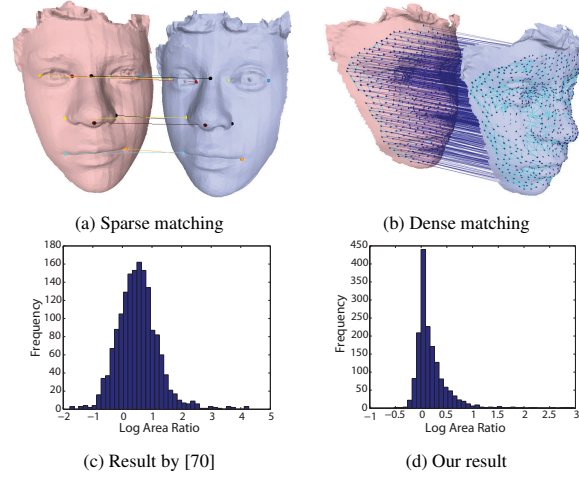 (a) Sparse matching
(b) Dense matching
180
160
140
120
100
80
60
40
20
0
Frequency
-2 -1 0 1 2 3 4 5
Log Area Ratio
450
400
350
300
250
200
150
100
50
0
Frequency
-1 -0.5 0 0.5 1 1.5 2 2.5 3
Log Area Ratio
(c) Result by [70]
(d) Our result